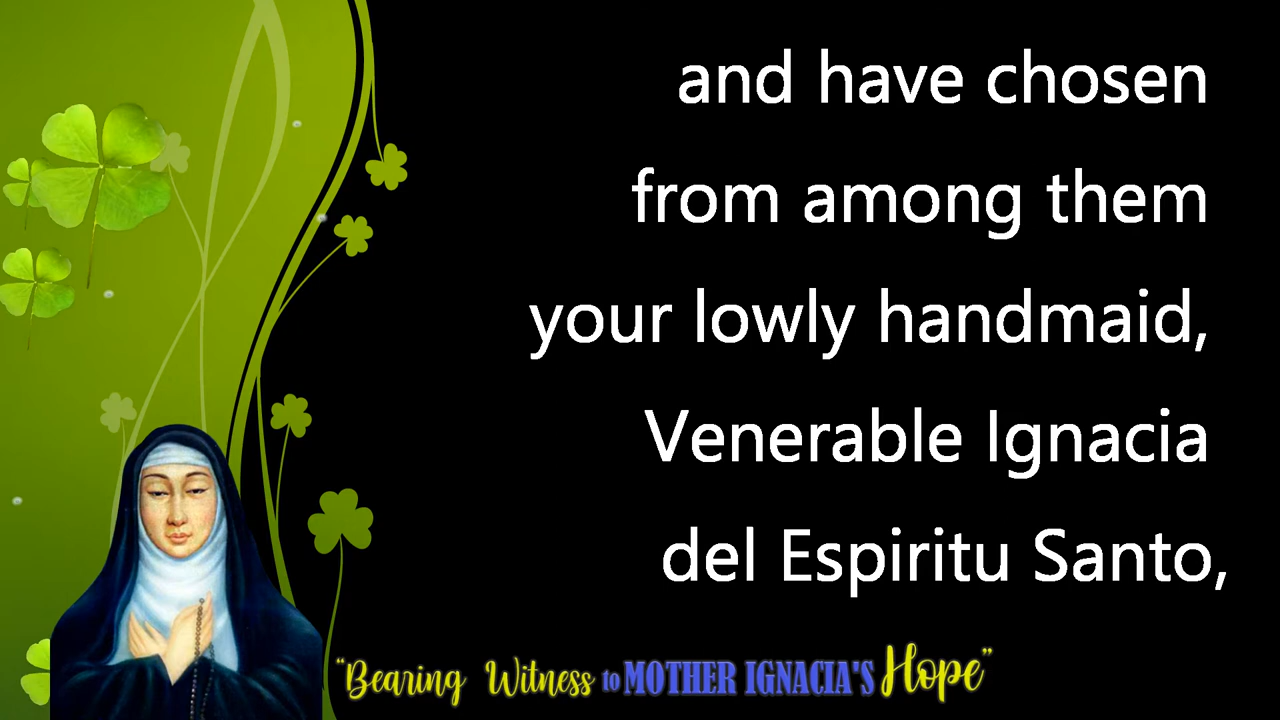 and have chosen
from among them
your lowly handmaid,
Venerable Ignacia
del Espiritu Santo,
"Bearing Witness to MOTHER IGNACIA'S Hope"